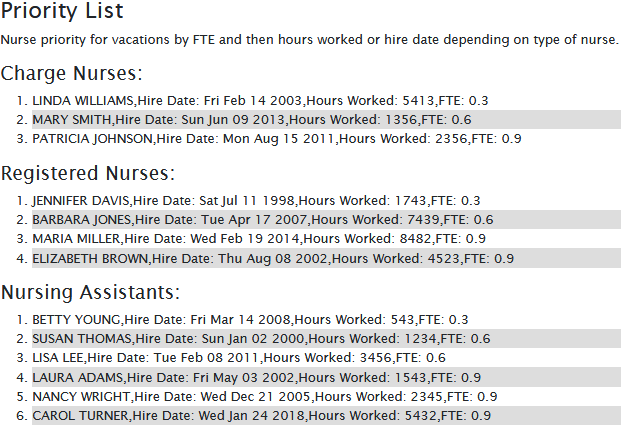 Priority List
Nurse priority for vacations by FTE and then hours worked or hire date depending on type of nurse.
Charge Nurses:
1. LINDA WILLIAMS,Hire Date: Fri Feb 14 2003,Hours Worked: 5413,FTE: 0.3
2. MARY SMITH,Hire Date: Sun Jun 09 2013,Hours Worked: 1356,FTE: 0.6
3. PATRICIA JOHNSON,Hire Date: Mon Aug 15 2011,Hours Worked: 2356,FTE: 0.9
Registered Nurses:
1. JENNIFER DAVIS,Hire Date: Sat Jul 11 1998,Hours Worked: 1743,FTE: 0.3
2. BARBARA JONES,Hire Date: Tue Apr 17 2007,Hours Worked: 7439,FTE: 0.6
3. MARIA MILLER,Hire Date: Wed Feb 19 2014,Hours Worked: 8482,FTE: 0.9
4. ELIZABETH BROWN,Hire Date: Thu Aug 08 2002,Hours Worked: 4523,FTE: 0.9
Nursing Assistants:
1. BETTY YOUNG,Hire Date: Fri Mar 14 2008,Hours Worked: 543,FTE: 0.3
2. SUSAN THOMAS,Hire Date: Sun Jan 02 2000,Hours Worked: 1234,FTE: 0.6
3. LISA LEE,Hire Date: Tue Feb 08 2011,Hours Worked: 3456,FTE: 0.6
4. LAURA ADAMS,Hire Date: Fri May 03 2002,Hours Worked: 1543,FTE: 0.9
5. NANCY WRIGHT,Hire Date: Wed Dec 21 2005,Hours Worked: 2345,FTE: 0.9
6. CAROL TURNER,Hire Date: Wed Jan 24 2018,Hours Worked: 5432,FTE: 0.9